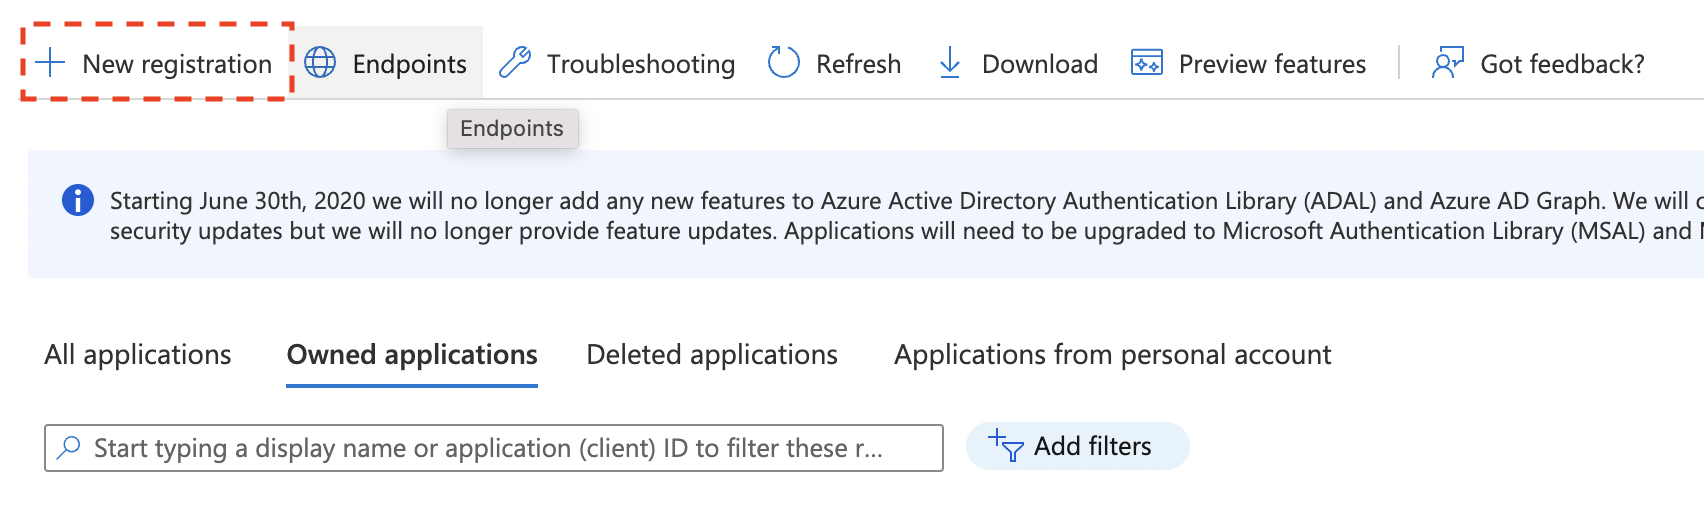 New registration Endpoints Troubleshooting Refresh Download Preview features Got feedback?
Endpoints
Starting June 30th, 2020 we will no longer add any new features to Azure Active Directory Authentication Library (ADAL) and Azure AD Graph. We will
security updates but we will no longer provide feature updates. Applications will need to be upgraded to Microsoft Authentication Library (MSAL) and
All applications Owned applications Deleted applications Applications from personal account
Start typing a display name or application (client) ID to filter these r... Add filters